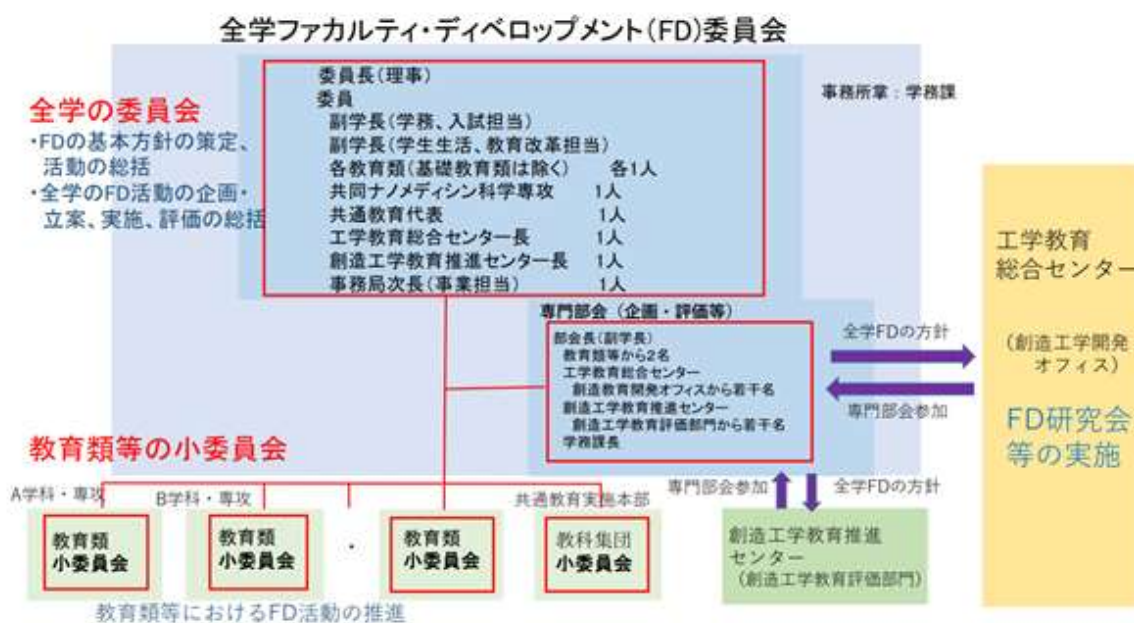 全学ファカルティ・ディベロップメント(FD)委員会
委員長(理事)
委員
副学長(学務、入試担当)
副学長(学生生活、教育改革担当)
各教育類(基礎教育類は除く) 各1人
共同ナノメディシン科学専攻 1人
共通教育代表 1人
工学教育総合センター長 1人
創造工学教育推進センター長 1人
事務局次長(事業担当) 1人
事務所掌:学務課
全学の委員会
・FDの基本方針の策定、
活動の総括
・全学のFD活動の企画・
立案、実施、評価の総括
専門部会(企画・評価等)
部会長(副学長)
教育類等から2名
工学教育総合センター
創造教育開発オフィスから若干名
創造工学教育推進センター
創造工学教育評価部門から若干名
学務課長
全学FDの方針
専門部会参加
工学教育
総合センター
(創造工学開発
オフィス)
FD研究会
等の実施
教育類等の小委員会
A学科・専攻
B学科・専攻
共通教育実施本部
専門部会参加
全学FDの方針
教育類
小委員会
教育類
小委員会
・
教育類
小委員会
教科集団
小委員会
創造工学教育推進
センター
(創造工学教育評価部門)
教育類等におけるFD活動の推進